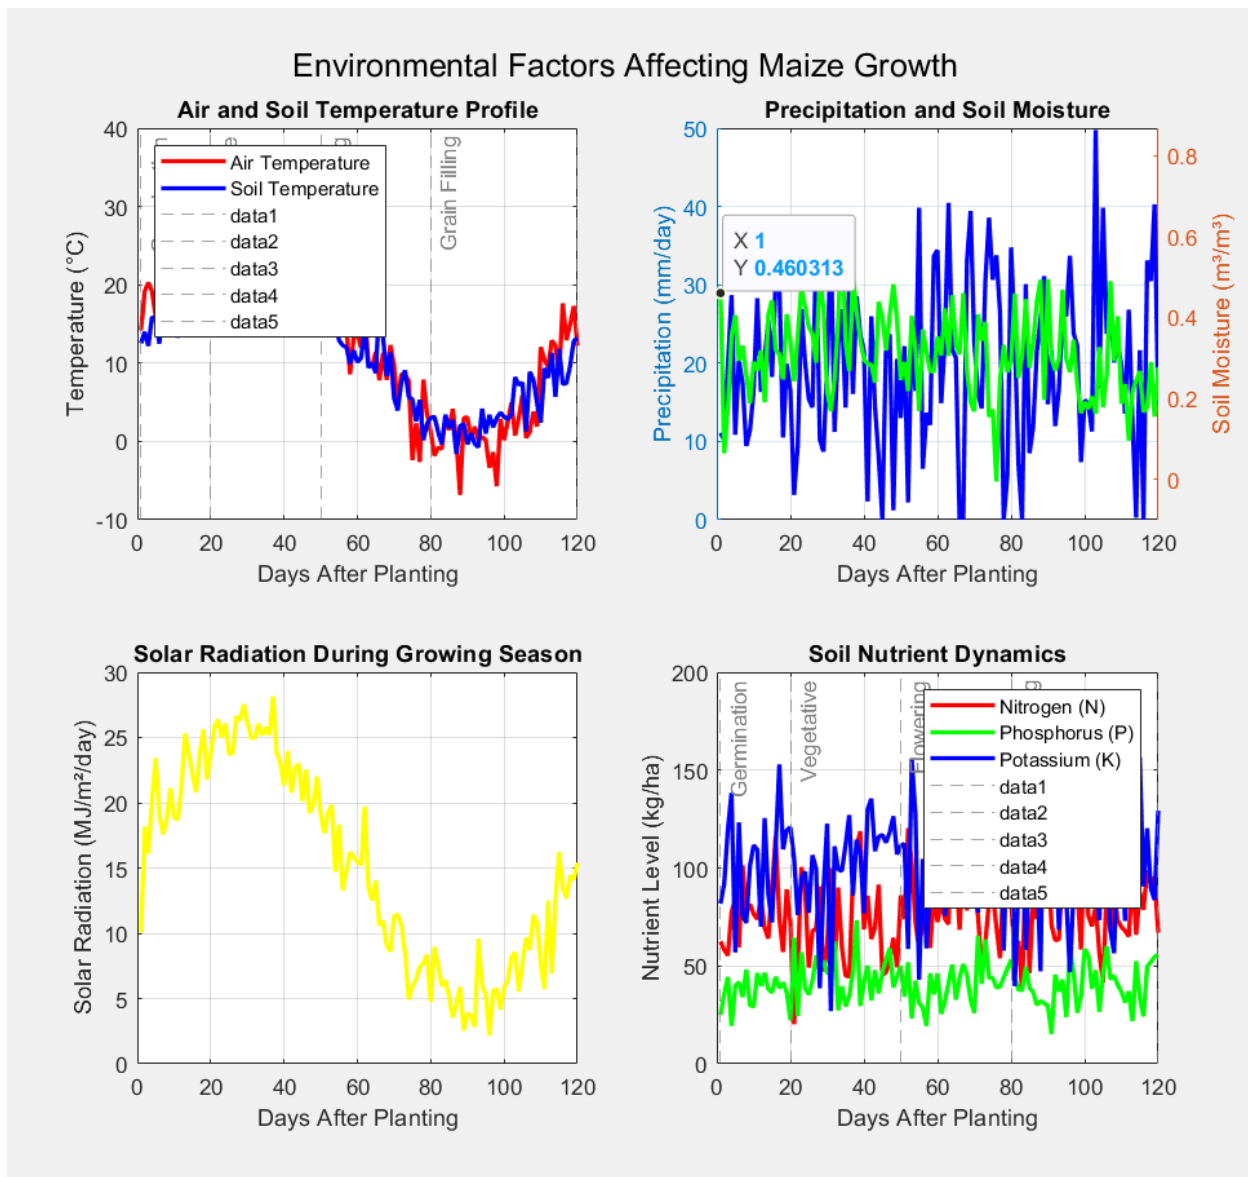 Environmental Factors Affecting Maize Growth
Air and Soil Temperature Profile
40
30
20
10
0
-10
Temperature (°C)
Air Temperature
Soil Temperature
data1
data2
data3
data4
data5
Grain Filling
0 20 40 60 80 100 120
Days After Planting
Precipitation and Soil Moisture
50
40
30
20
10
0
Precipitation (mm/day)
X 1
Y 0.460313
0.8
0.6
0.4
0.2
0
Soil Moisture (m³/m³)
0 20 40 60 80 100 120
Days After Planting
Solar Radiation During Growing Season
30
25
20
15
10
5
0
Solar Radiation (MJ/m²/day)
0 20 40 60 80 100 120
Days After Planting
Soil Nutrient Dynamics
200
150
100
50
0
Nutrient Level (kg/ha)
Germination
Vegetative
Flowering
Nitrogen (N)
Phosphorus (P)
Potassium (K)
data1
data2
data3
data4
data5
0 20 40 60 80 100 120
Days After Planting